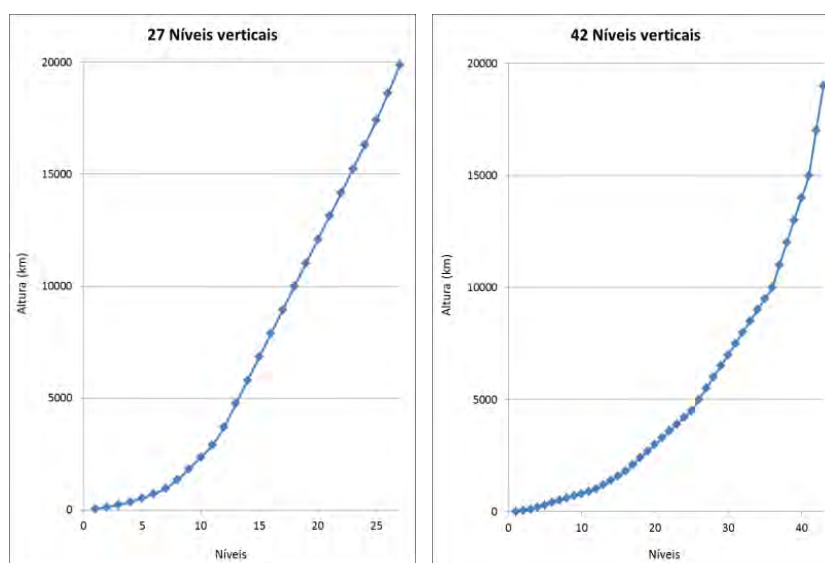 27 Níveis verticais
20000
15000
10000
5000
0
Altura (km)
0 5 10 15 20 25
Níveis
42 Níveis verticais
20000
15000
10000
5000
0
Altura (km)
0 10 20 30 40
Níveis